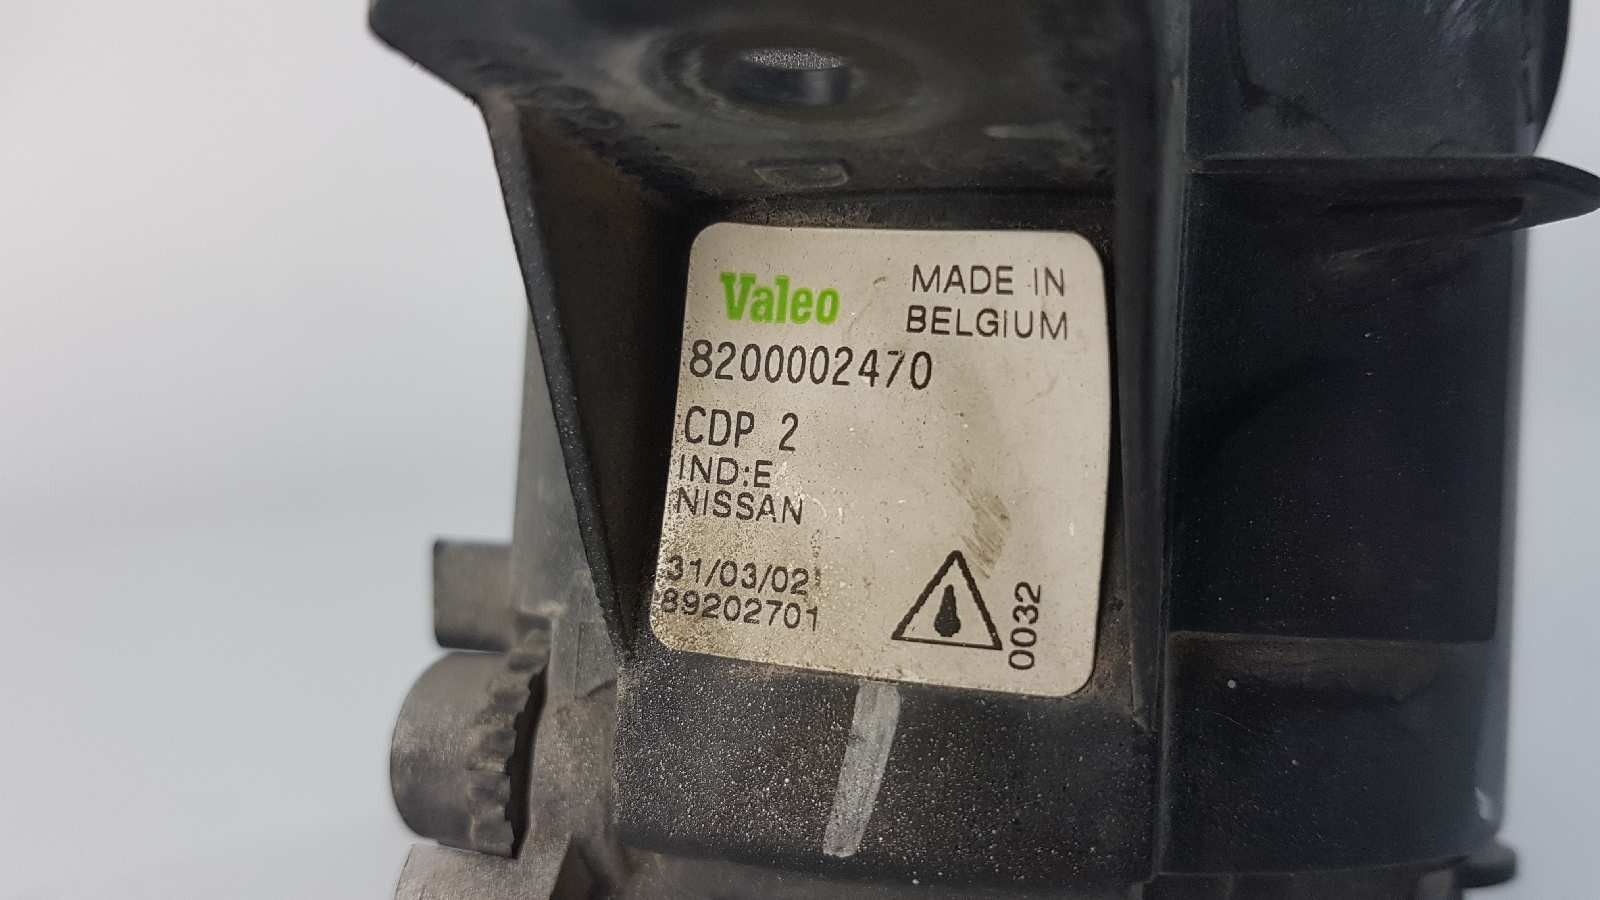 Valeo
MADE IN
BELGIUM
8200002470
CDP 2
IND:E
NISSAN
31/03/02
89202701
0032